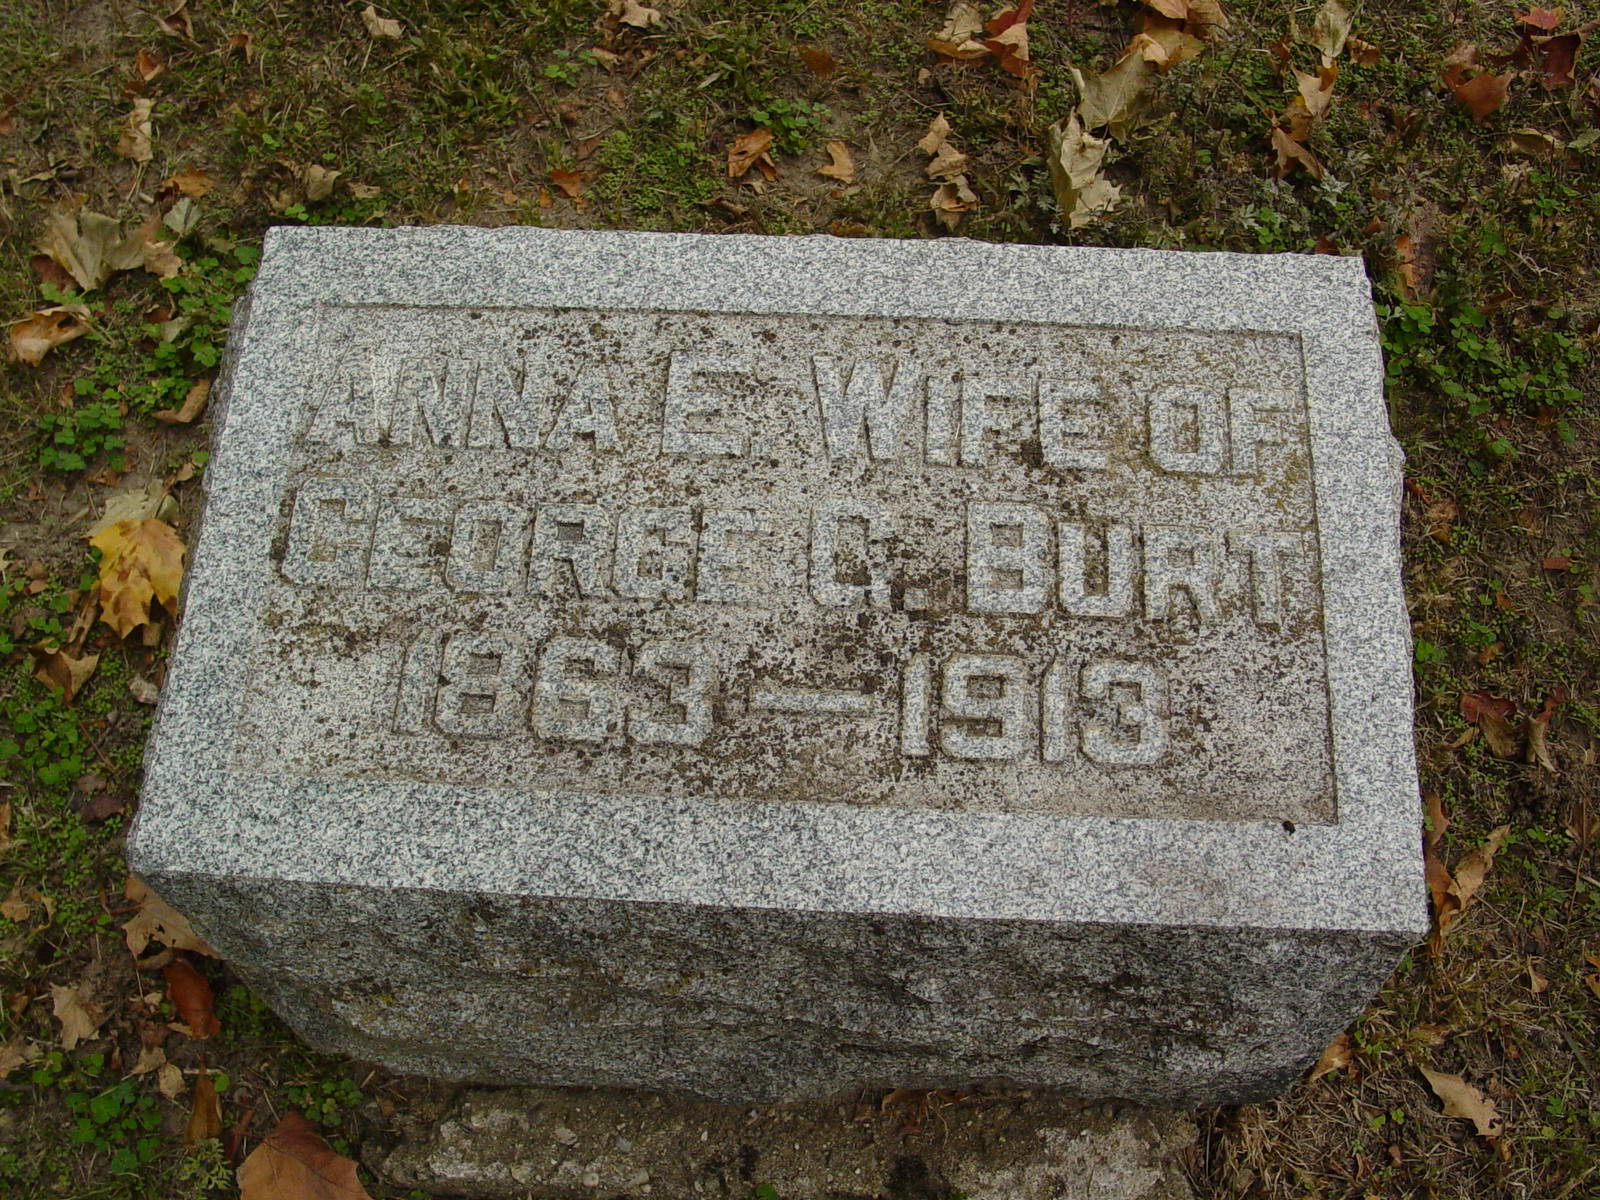 ANNA E. WIFE OF
GEORGE C. BURT
1863—1913